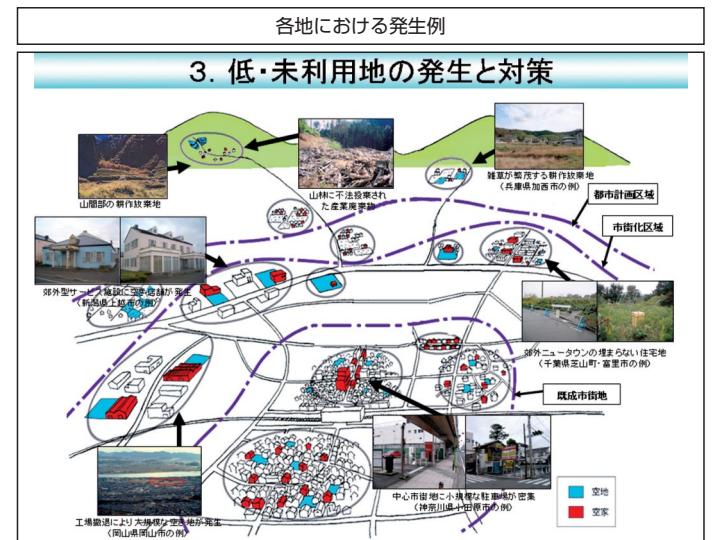 各地における発生例
3. 低・未利用地の発生と対策
山間部の耕作放棄地
山林に不法投棄され
た産業廃棄物
雑草が繁茂する耕作放棄地
（兵庫県加西市の例）
都市計画区域
市街化区域
郊外型サービス施設に空き店舗が発生
（新潟県上越市の例）
郊外ニュータウンの埋まらない住宅地
（千葉県芝山町・富里市の例）
既成市街地
中心市街地に小規模な駐車場が密集
（神奈川県小田原市の例）
工場撤退により大規模な空き地が発生
（岡山県岡山市の例）
空地
空家